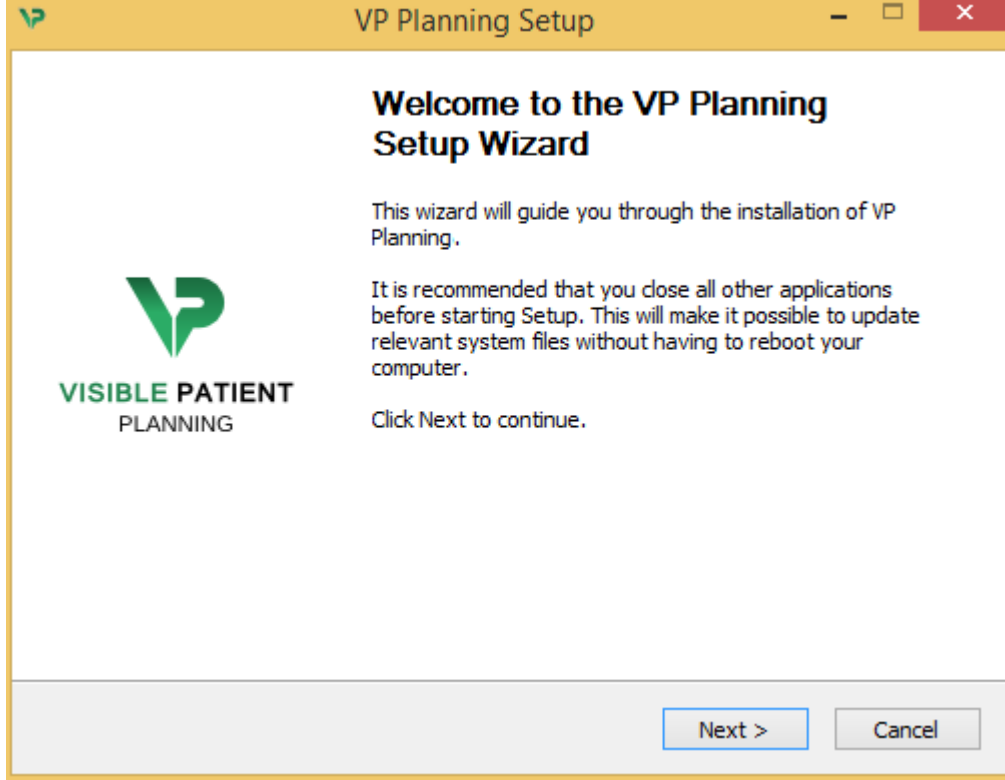 VP Planning Setup
Welcome to the VP Planning
Setup Wizard
This wizard will guide you through the installation of VP
Planning.
It is recommended that you close all other applications
before starting Setup. This will make it possible to update
relevant system files without having to reboot your
computer.
Click Next to continue.
VISIBLE PATIENT
PLANNING
Next >
Cancel